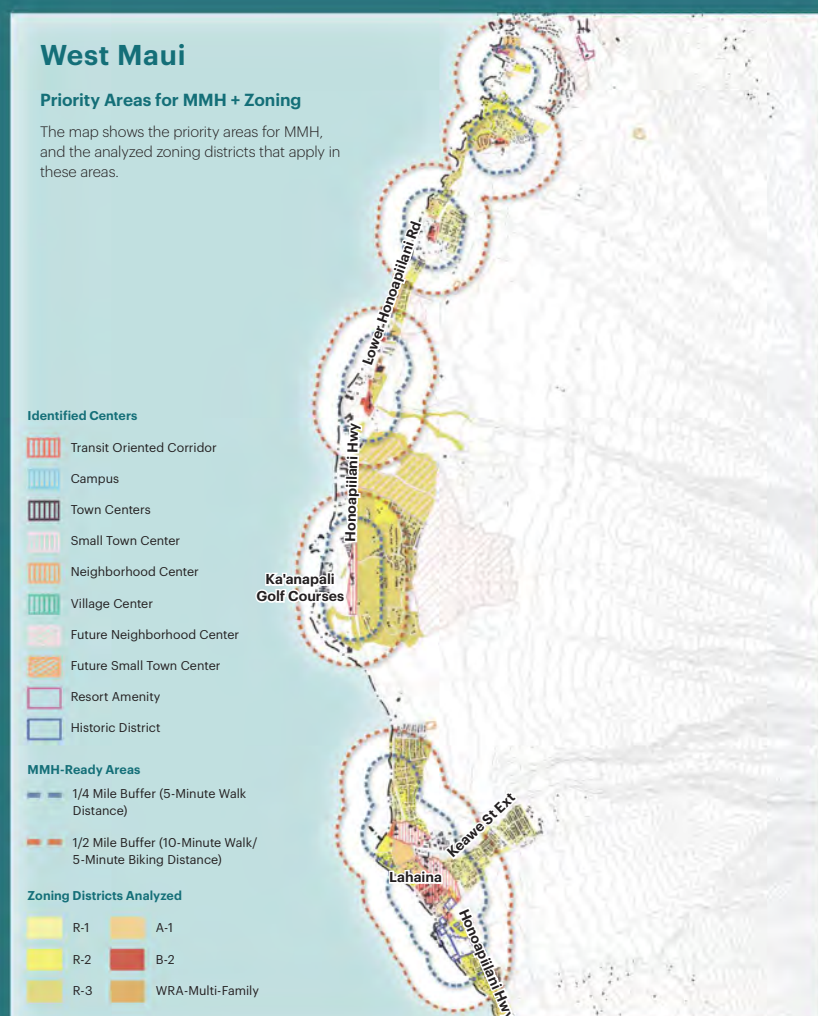 West Maui
Priority Areas for MMH + Zoning
The map shows the priority areas for MMH,
and the analyzed zoning districts that apply in
these areas.
Identified Centers
Transit Oriented Corridor
Campus
Town Centers
Small Town Center
Neighborhood Center
Village Center
Future Neighborhood Center
Future Small Town Center
Resort Amenity
Historic District
MMH-Ready Areas
1/4 Mile Buffer (5-Minute Walk
Distance)
1/2 Mile Buffer (10-Minute Walk/
5-Minute Biking Distance)
Zoning Districts Analyzed
R-1
A-1
R-2
B-2
R-3
WRA-Multi-Family
Lower Honoapiilani Rd
Honoapiilani Hwy
Ka'anapali
Golf Courses
Keawe St Ext
Lahaina
Honoapiilani Hwy